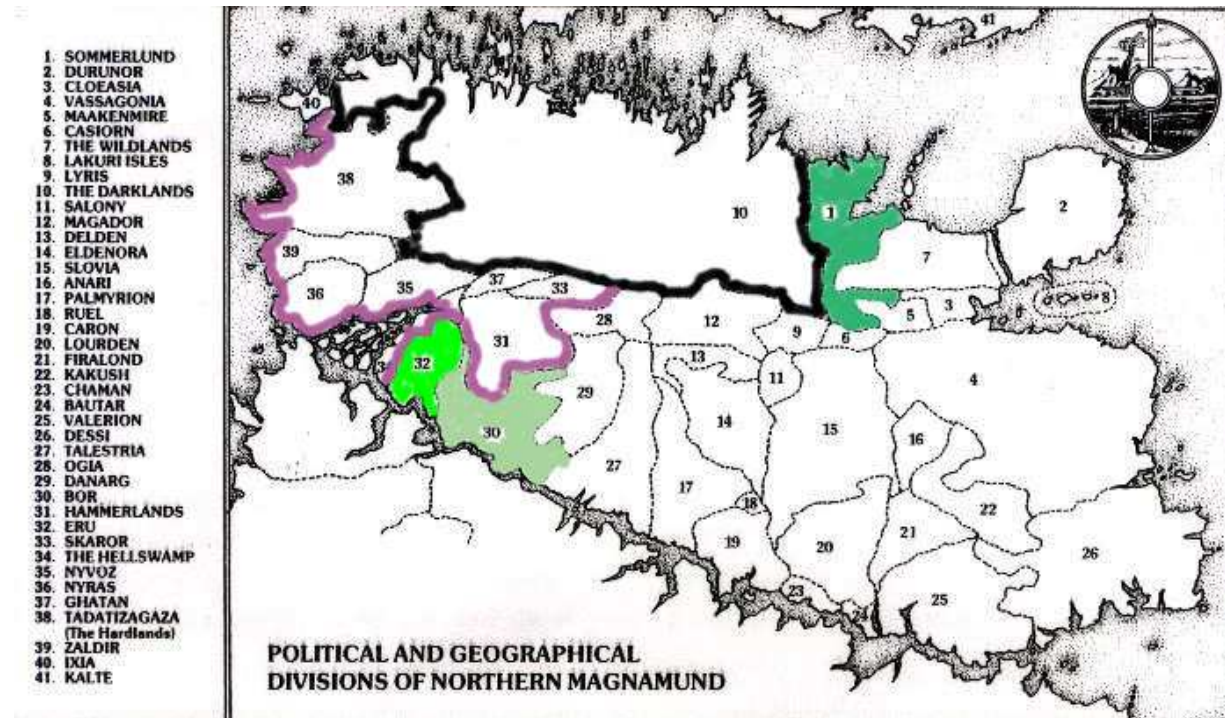 1. SOMMERLUND
2. DURUNOR
3. CLOEASIA
4. VASSAGONIA
5. MAAKENMIRE
6. CASIORN
7. THE WILDLANDS
8. LAKURI ISLES
9. LYRIS
10. THE DARKLANDS
11. SALONY
12. MAGADOR
13. DELDEN
14. ELDENORA
15. SLOVIA
16. ANARI
17. PALMYRION
18. RUEL
19. CARON
20. LOURDEN
21. FIRALOND
22. KAKUSH
23. CHAMAN
24. BAUTAR
25. VALERION
26. DESSI
27. TALESTRIA
28. OGIA
29. DANARG
30. BOR
31. HAMMERLANDS
32. ERU
33. SKAROR
34. THE HELLSWAMP
35. NYVOZ
36. NYRAS
37. GHATAN
38. TADATIZAGAZA
(The Hardlands)
39. ZALDIR
40. IXIA
41. KALTE
41
40
38
10
1
2
7
39
36
35
37
33
28
12
9
6
5
3
8
31
32
13
11
4
29
30
14
15
16
27
17
18
22
19
20
21
26
23
24
25
POLITICAL AND GEOGRAPHICAL
DIVISIONS OF NORTHERN MAGNAMUND